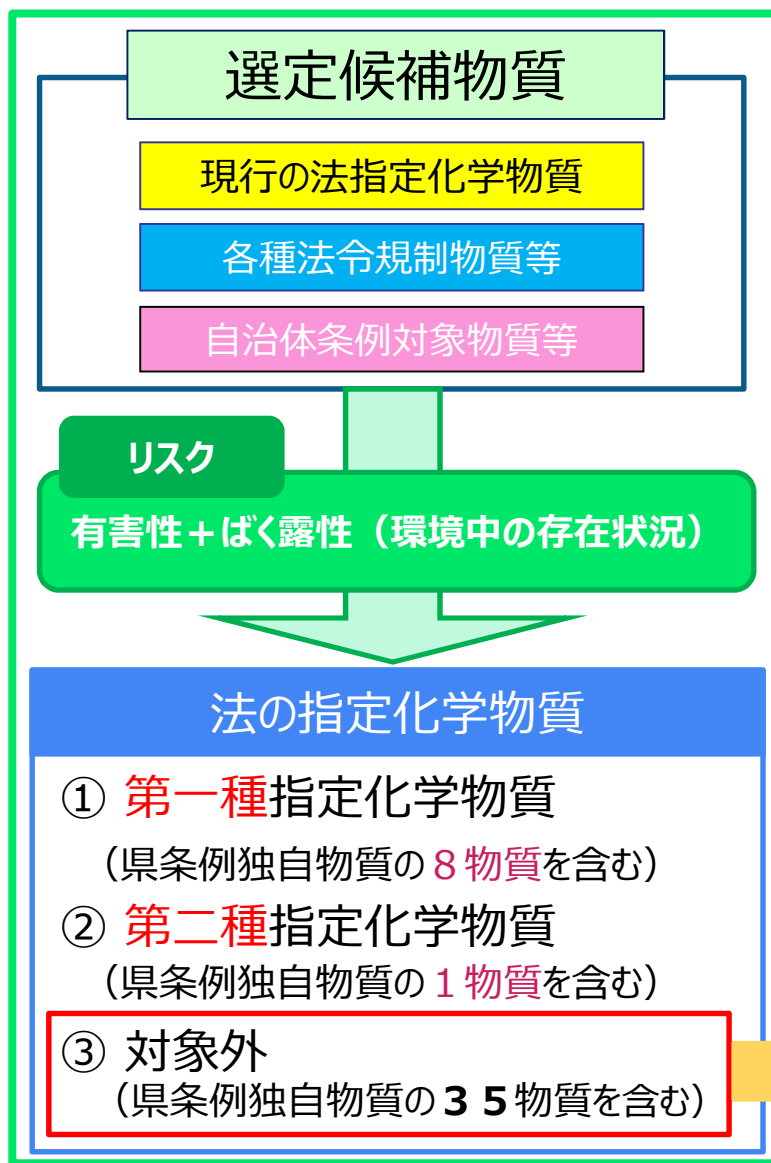 選定候補物質
現行の法指定化学物質
各種法令規制物質等
自治体条例対象物質等
リスク
有害性＋ばく露性（環境中の存在状況）
法の指定化学物質
① 第一種指定化学物質
（県条例独自物質の８物質を含む）
② 第二種指定化学物質
（県条例独自物質の１物質を含む）
③ 対象外
（県条例独自物質の３５物質を含む）